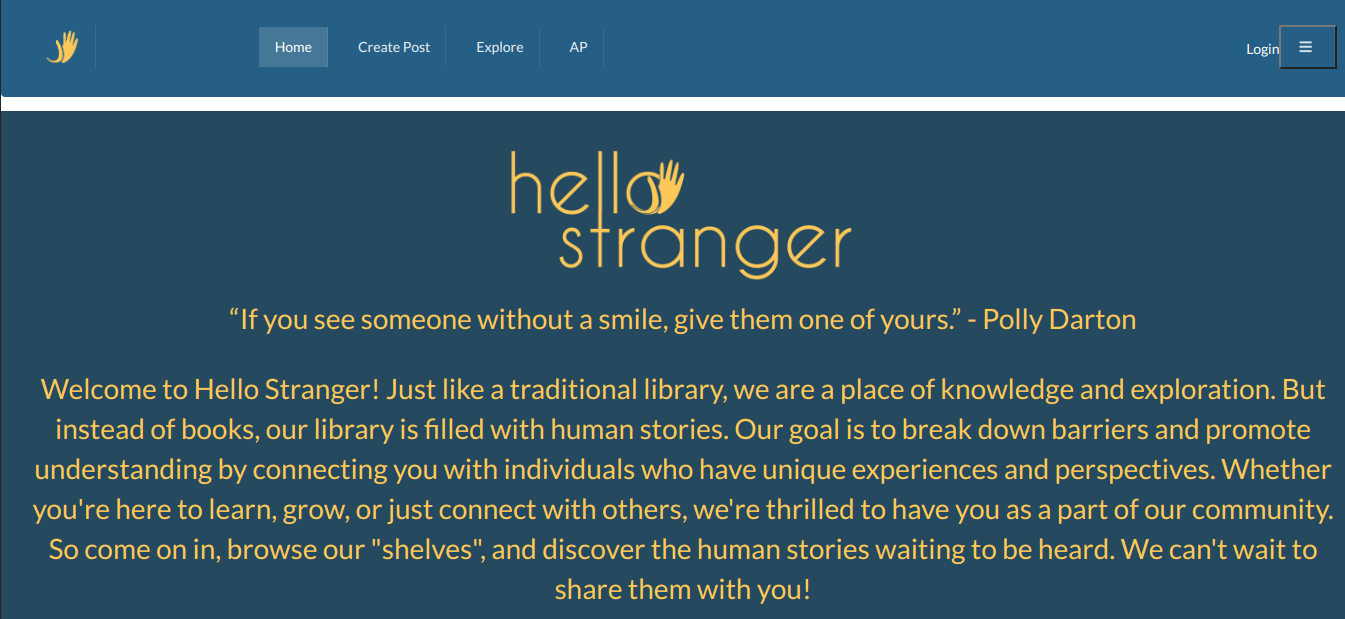 Home Create Post Explore AP Login
hello
stranger
“If you see someone without a smile, give them one of yours.” - Polly Darton
Welcome to Hello Stranger! Just like a traditional library, we are a place of knowledge and exploration. But
instead of books, our library is filled with human stories. Our goal is to break down barriers and promote
understanding by connecting you with individuals who have unique experiences and perspectives. Whether
you're here to learn, grow, or just connect with others, we're thrilled to have you as a part of our community.
So come on in, browse our "shelves", and discover the human stories waiting to be heard. We can't wait to
share them with you!